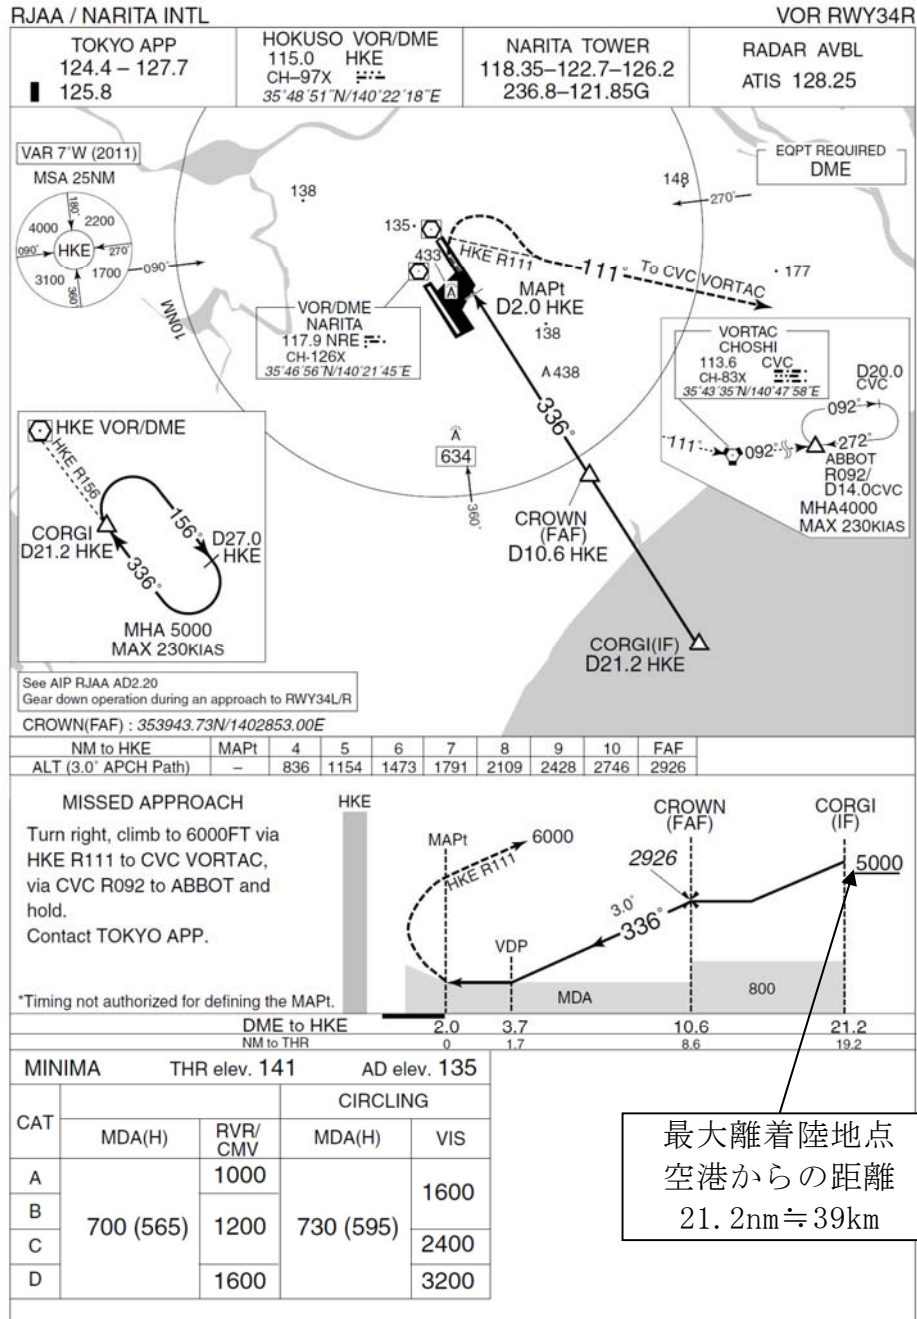 RJAA / NARITA INTL
VOR RWY34R
TOKYO APP
124.4 – 127.7
125.8
HOKUSO VOR/DME
115.0 HKE
CH–97X
35°48´51˝N/140°22´18˝E
NARITA TOWER
118.35–122.7–126.2
236.8–121.85G
RADAR AVBL
ATIS 128.25
VAR 7°W (2011)
MSA 25NM
180°
4000
2200
090°
HKE
270°
3100
1700
360°
090°
10NM
138
135
433
A
148
270°
EQPT REQUIRED
DME
HKE R111
111°
To CVC VORTAC
177
MAPt
D2.0 HKE
138
A 438
VOR/DME
NARITA
117.9 NRE
CH-126X
35°46´56˝N/140°21´45˝E
VORTAC
CHOSHI
113.6 CVC
CH-83X
35°43´35˝N/140°47´58˝E
D20.0
CVC
092°
111°
092°
272°
ABBOT
R092/
D14.0CVC
MHA4000
MAX 230KIAS
336°
634
360°
CROWN
(FAF)
D10.6 HKE
CORGI(IF)
D21.2 HKE
HKE VOR/DME
HKE R156
CORGI
D21.2 HKE
156°
D27.0
HKE
336°
MHA 5000
MAX 230KIAS
See AIP RJAA AD2.20
Gear down operation during an approach to RWY34L/R
CROWN(FAF) : 353943.73N/1402853.00E
NM to HKE MAPt 4 5 6 7 8 9 10 FAF
ALT (3.0° APCH Path) – 836 1154 1473 1791 2109 2428 2746 2926
MISSED APPROACH
Turn right, climb to 6000FT via
HKE R111 to CVC VORTAC,
via CVC R092 to ABBOT and
hold.
Contact TOKYO APP.
*Timing not authorized for defining the MAPt.
HKE
MAPt
6000
HKE R111
VDP
3.0°
336°
2926
CROWN
(FAF)
CORGI
(IF)
5000
MDA
800
DME to HKE 2.0 3.7 10.6 21.2
NM to THR 0 1.7 8.6 19.2
MINIMA THR elev. 141 AD elev. 135
CAT
CIRCLING
MDA(H) RVR/CMV MDA(H) VIS
A 1000
B
C
D
700 (565)
1200
1600
730 (595)
1600
2400
3200
最大離着陸地点
空港からの距離
21.2nm≒39km